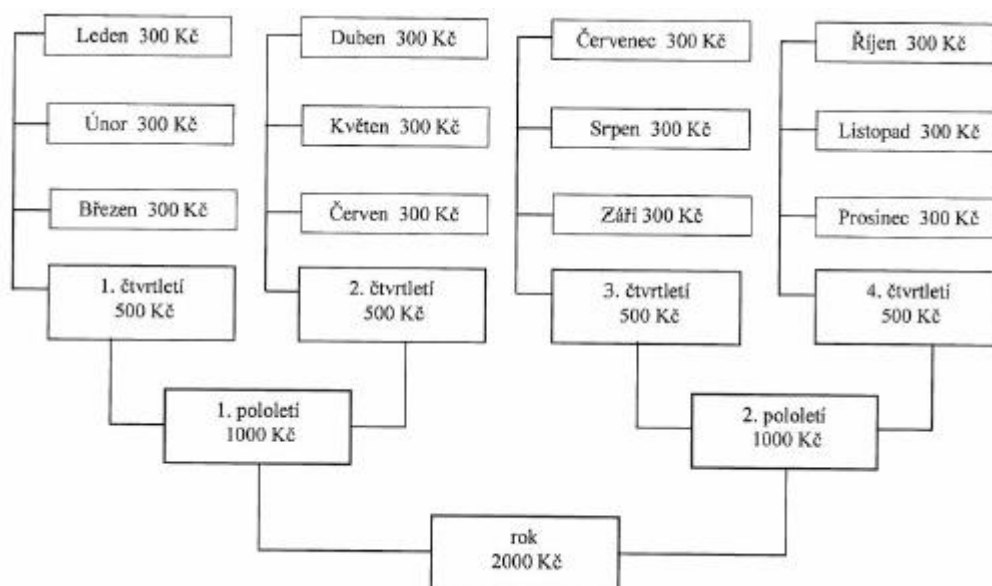 Leden 300 Kč
Duben 300 Kč
Červenec 300 Kč
Říjen 300 Kč
Únor 300 Kč
Květen 300 Kč
Srpen 300 Kč
Listopad 300 Kč
Březen 300 Kč
Červen 300 Kč
Září 300 Kč
Prosinec 300 Kč
1. čtvrtletí
500 Kč
2. čtvrtletí
500 Kč
3. čtvrtletí
500 Kč
4. čtvrtletí
500 Kč
1. pololetí
1000 Kč
2. pololetí
1000 Kč
rok
2000 Kč